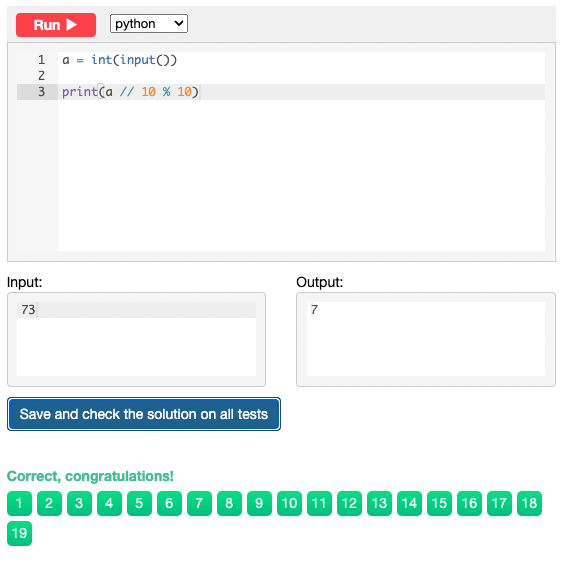 Run ▶ python
1 a = int(input())
2
3 print(a // 10 % 10)
Input: Output:
73 7
Save and check the solution on all tests
Correct, congratulations!
1 2 3 4 5 6 7 8 9 10 11 12 13 14 15 16 17 18
19